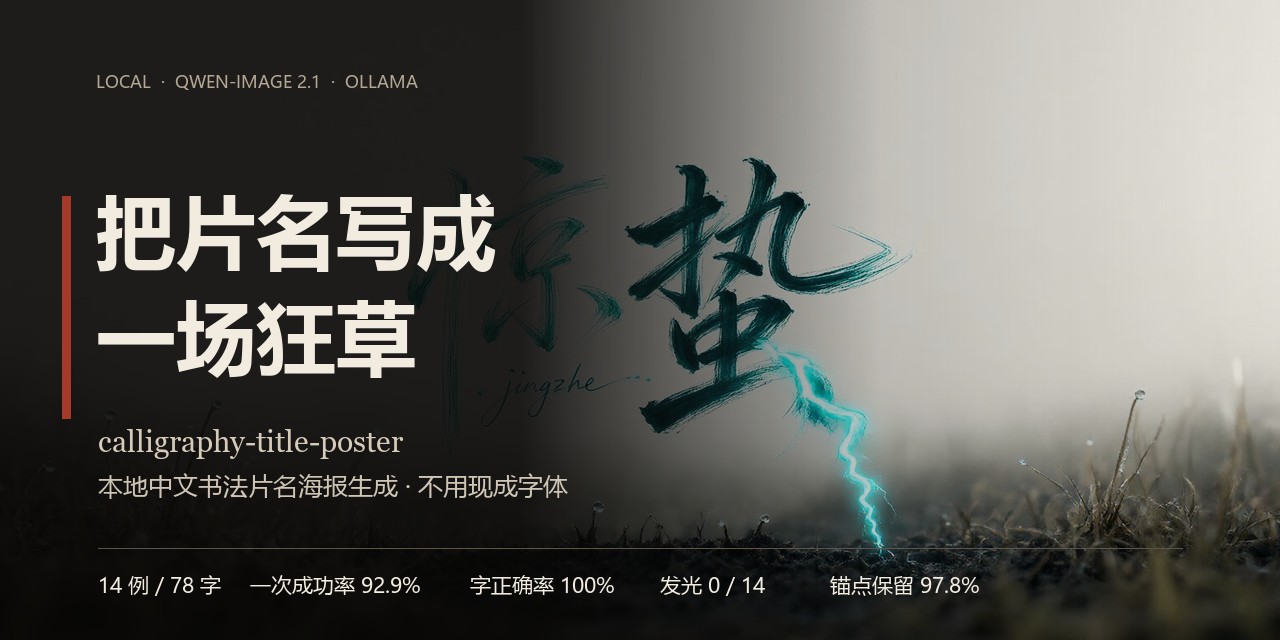 LOCAL · QWEN-IMAGE 2.1 · OLLAMA
把片名写成
一场狂草
惊蛰
jingzhe
calligraphy-title-poster
本地中文书法片名海报生成 · 不用现成字体
14 例 / 78 字 一次成功率 92.9% 字正确率 100% 发光 0 / 14 锚点保留 97.8%